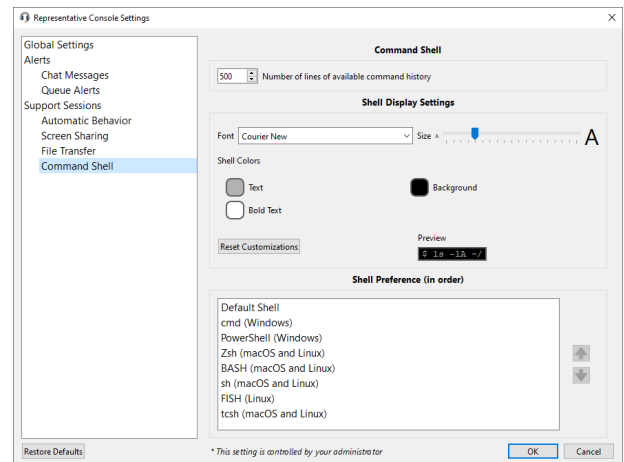 Representative Console Settings
Global Settings
Alerts
Chat Messages
Queue Alerts
Support Sessions
Automatic Behavior
Screen Sharing
File Transfer
Command Shell
Command Shell
500 Number of lines of available command history
Shell Display Settings
Font Courier New Size A A
Shell Colors
Text Background
Bold Text
Preview
Reset Customizations
$ ls -lA ~/
Shell Preference (in order)
Default Shell
cmd (Windows)
PowerShell (Windows)
Zsh (macOS and Linux)
BASH (macOS and Linux)
sh (macOS and Linux)
FISH (Linux)
tcsh (macOS and Linux)
Restore Defaults * This setting is controlled by your administrator OK Cancel